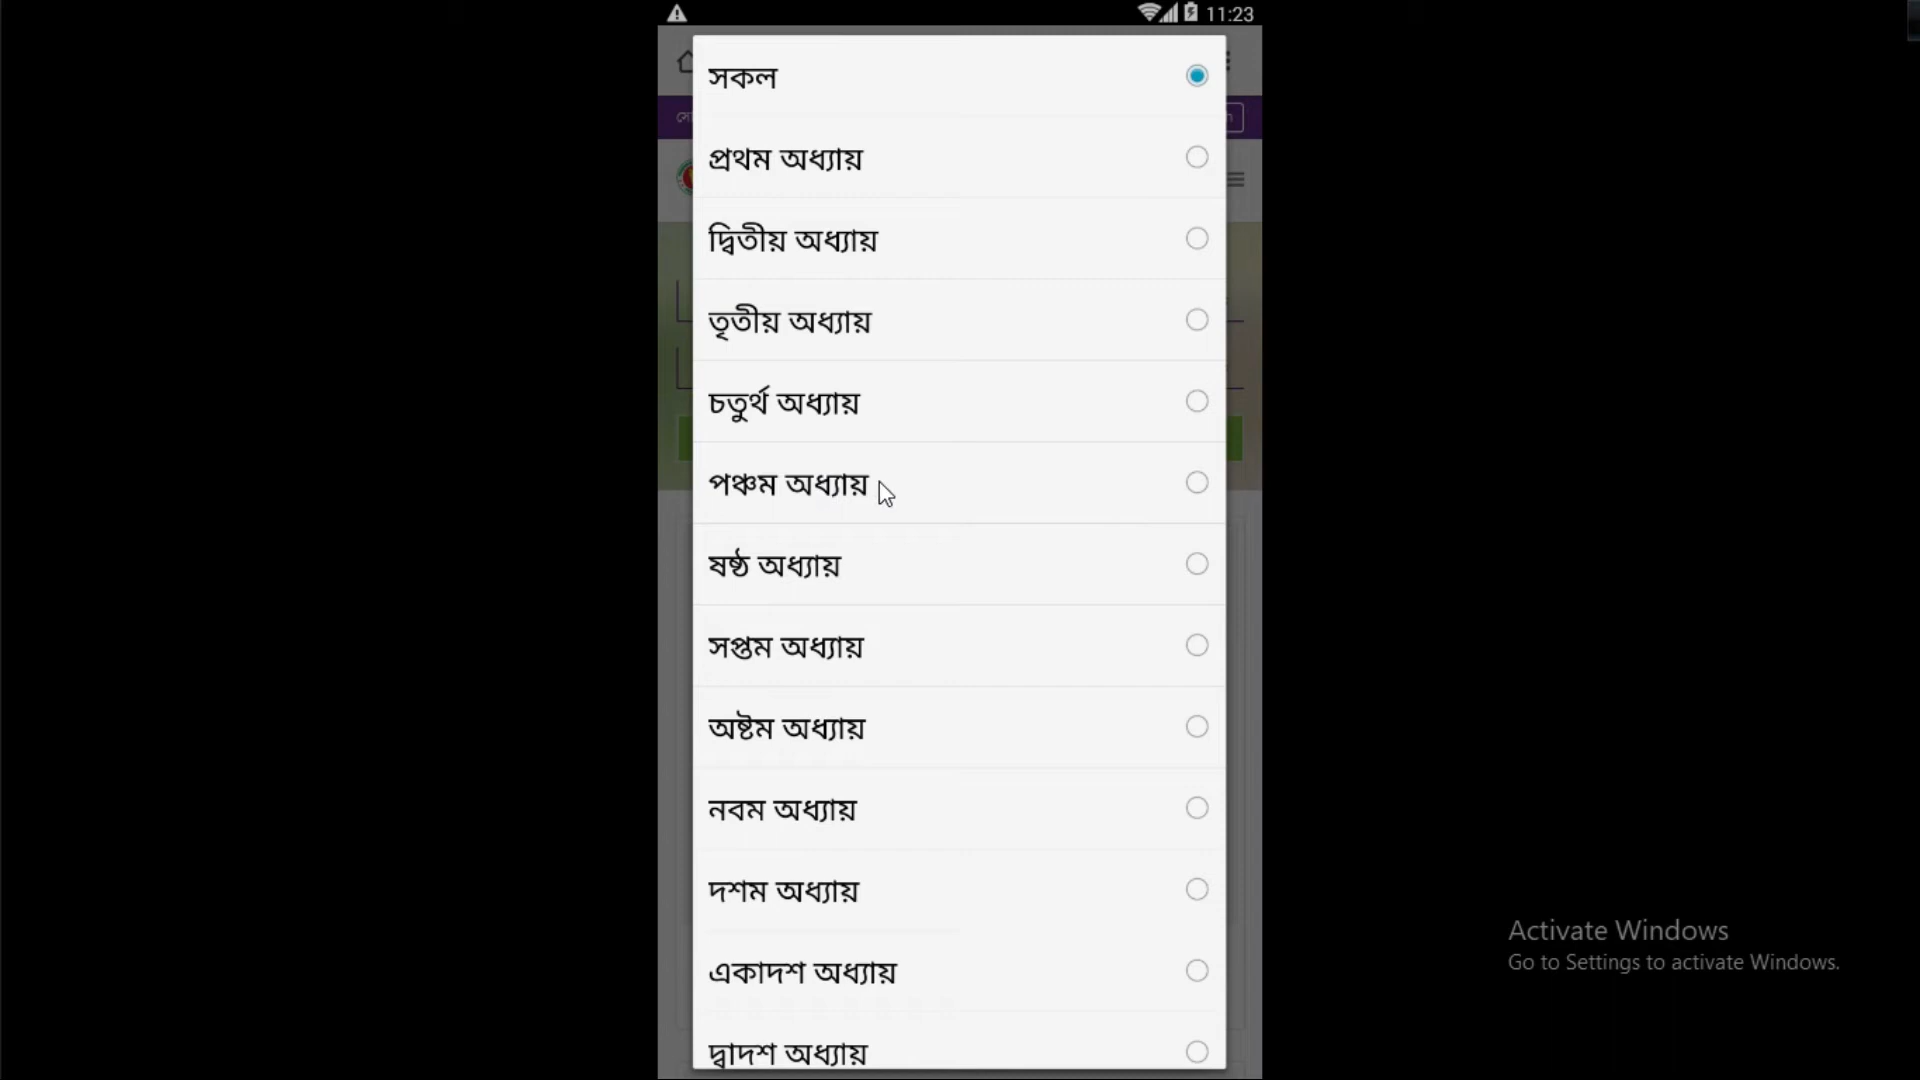 11:23
সকল
প্রথম অধ্যায়
দ্বিতীয় অধ্যায়
তৃতীয় অধ্যায়
চতুর্থ অধ্যায়
পঞ্চম অধ্যায়
ষষ্ঠ অধ্যায়
সপ্তম অধ্যায়
অষ্টম অধ্যায়
নবম অধ্যায়
দশম অধ্যায়
একাদশ অধ্যায়
দ্বাদশ অধ্যায়
Activate Windows
Go to Settings to activate Windows.